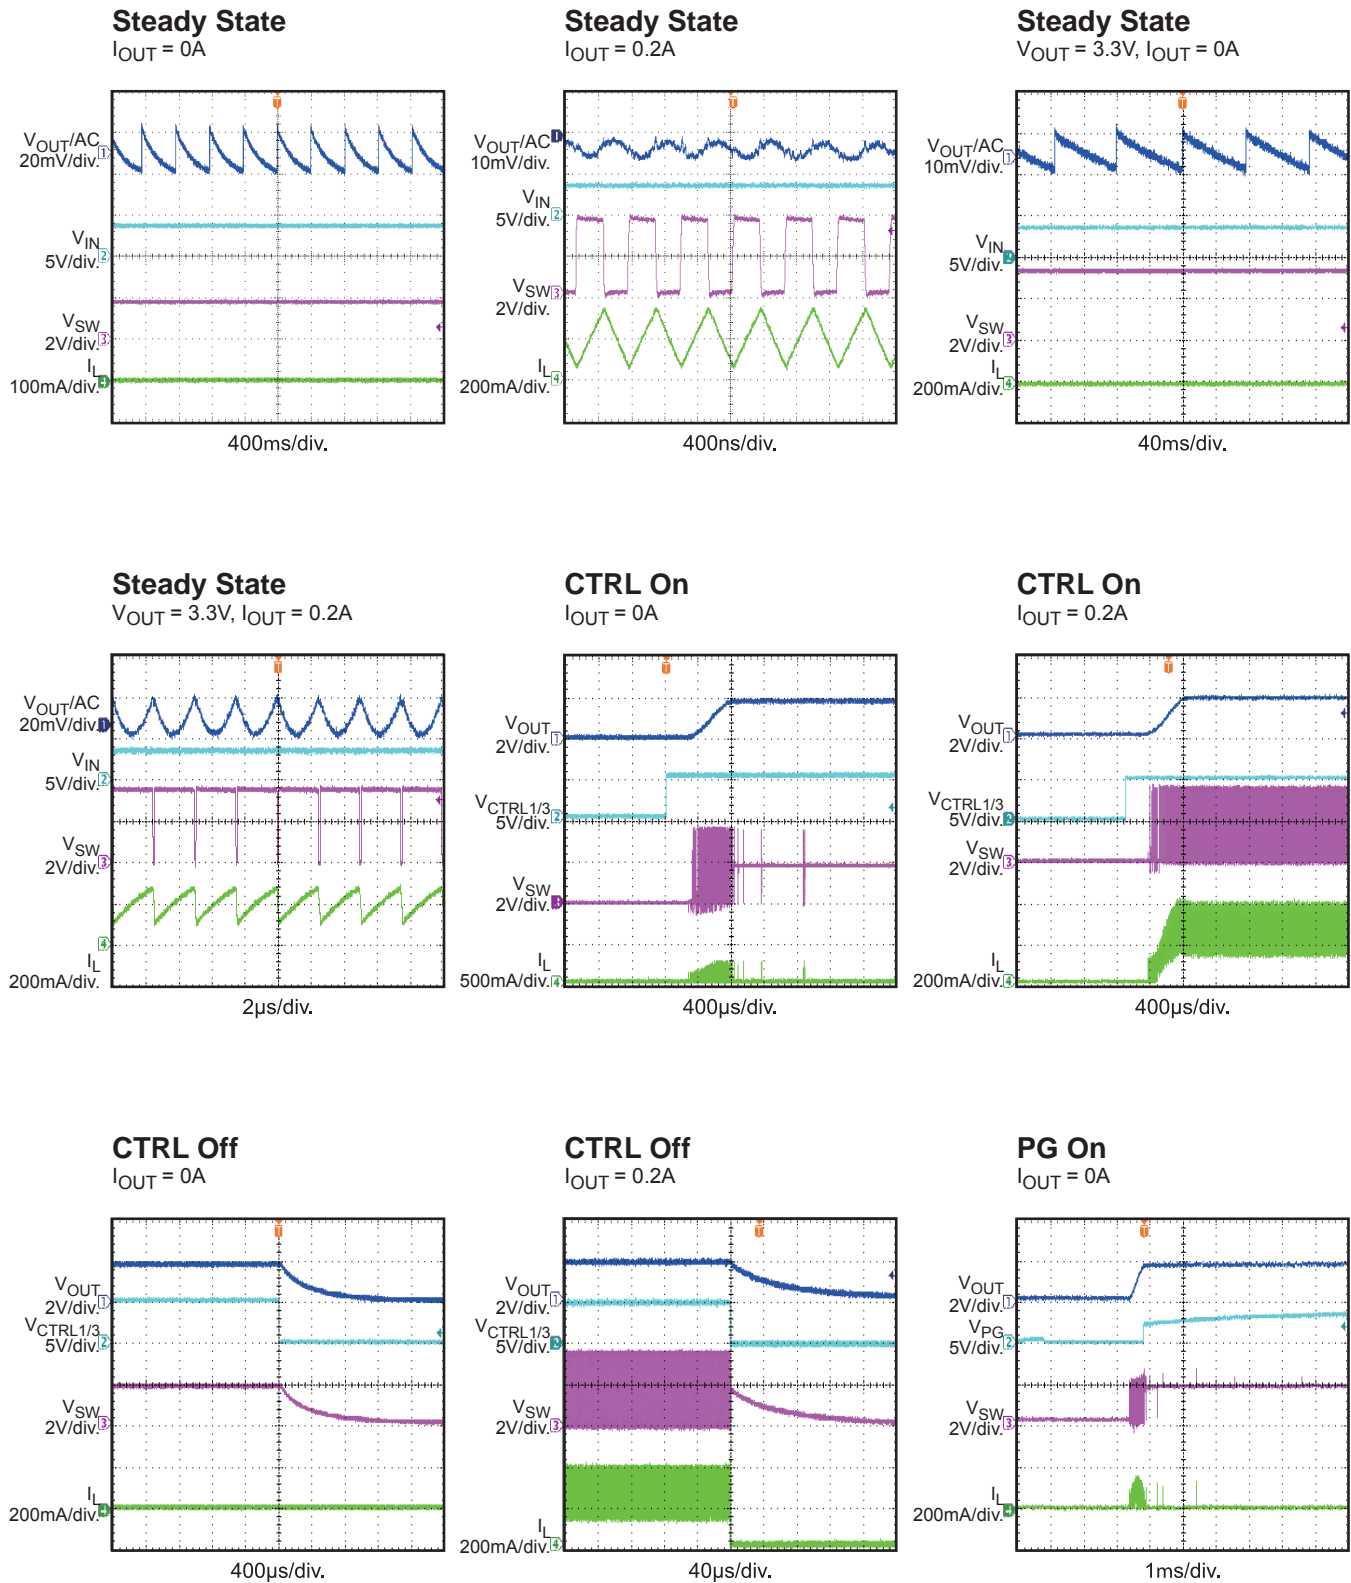 Steady State
IOUT = 0A
VOUT/AC
20mV/div.
VIN
5V/div.
VSW
2V/div.
IL
100mA/div.
400ms/div.
Steady State
IOUT = 0.2A
VOUT/AC
10mV/div.
VIN
5V/div.
VSW
2V/div.
IL
200mA/div.
400ns/div.
Steady State
VOUT = 3.3V, IOUT = 0A
VOUT/AC
10mV/div.
VIN
5V/div.
VSW
2V/div.
IL
200mA/div.
40ms/div.
Steady State
VOUT = 3.3V, IOUT = 0.2A
VOUT/AC
20mV/div.
VIN
5V/div.
VSW
2V/div.
IL
200mA/div.
2µs/div.
CTRL On
IOUT = 0A
VOUT
2V/div.
VCTRL1/3
5V/div.
VSW
2V/div.
IL
500mA/div.
400µs/div.
CTRL On
IOUT = 0.2A
VOUT
2V/div.
VCTRL1/3
5V/div.
VSW
2V/div.
IL
200mA/div.
400µs/div.
CTRL Off
IOUT = 0A
VOUT
2V/div.
VCTRL1/3
5V/div.
VSW
2V/div.
IL
200mA/div.
400µs/div.
CTRL Off
IOUT = 0.2A
VOUT
2V/div.
VCTRL1/3
5V/div.
VSW
2V/div.
IL
200mA/div.
40µs/div.
PG On
IOUT = 0A
VOUT
2V/div.
VPG
5V/div.
VSW
2V/div.
IL
200mA/div.
1ms/div.